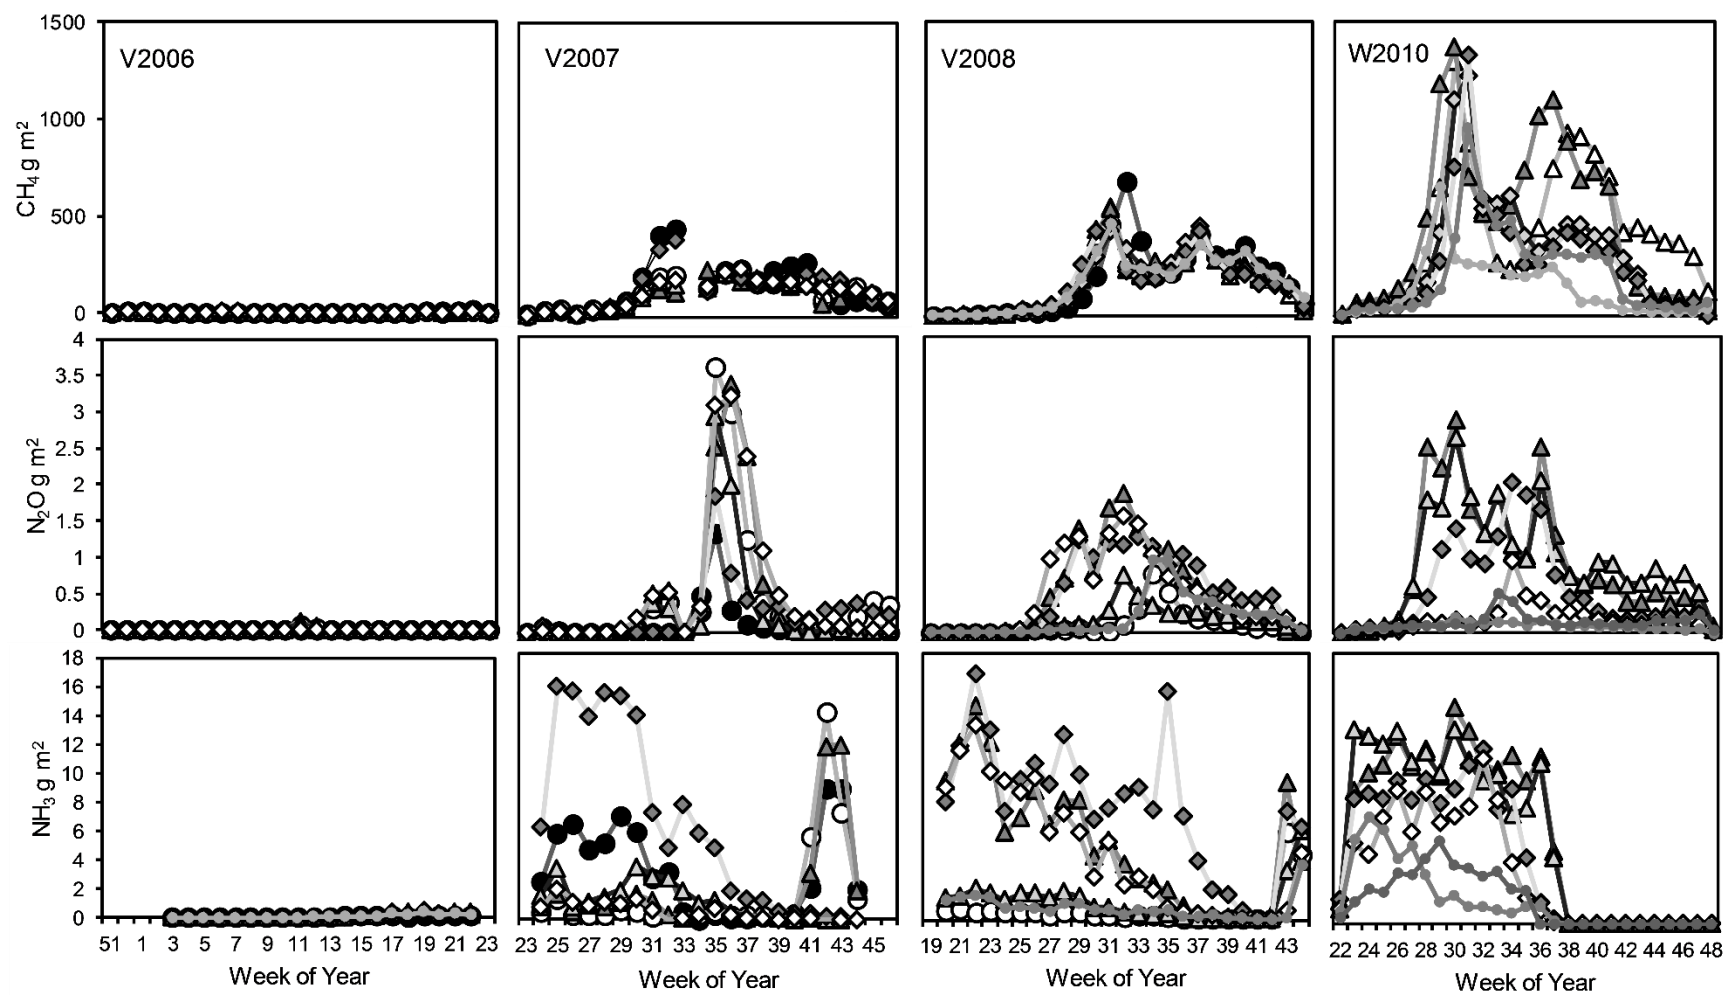 V2006 V2007 V2008 W2010
CH₄ g m²
1500
1000
500
0
N₂O g m²
4
3.5
3
2.5
2
1.5
1
0.5
0
NH₃ g m²
18
16
14
12
10
8
6
4
2
0
51 1 3 5 7 9 11 13 15 17 19 21 23
23 25 27 29 31 33 35 37 39 41 43 45
19 21 23 25 27 29 31 33 35 37 39 41 43
22 24 26 28 30 32 34 36 38 40 42 44 46 48
Week of Year Week of Year Week of Year Week of Year